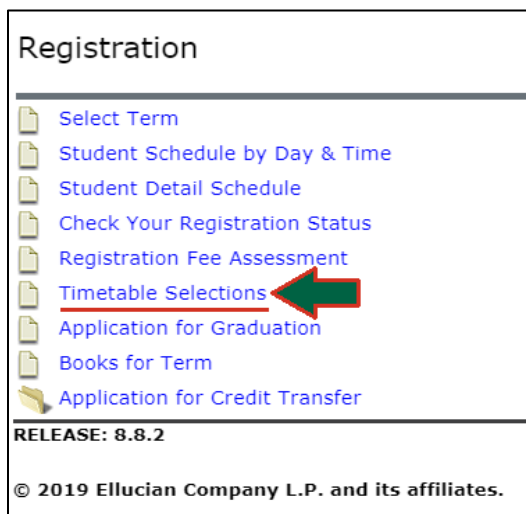 Registration
Select Term
Student Schedule by Day & Time
Student Detail Schedule
Check Your Registration Status
Registration Fee Assessment
Timetable Selections
Application for Graduation
Books for Term
Application for Credit Transfer
RELEASE: 8.8.2
© 2019 Ellucian Company L.P. and its affiliates.